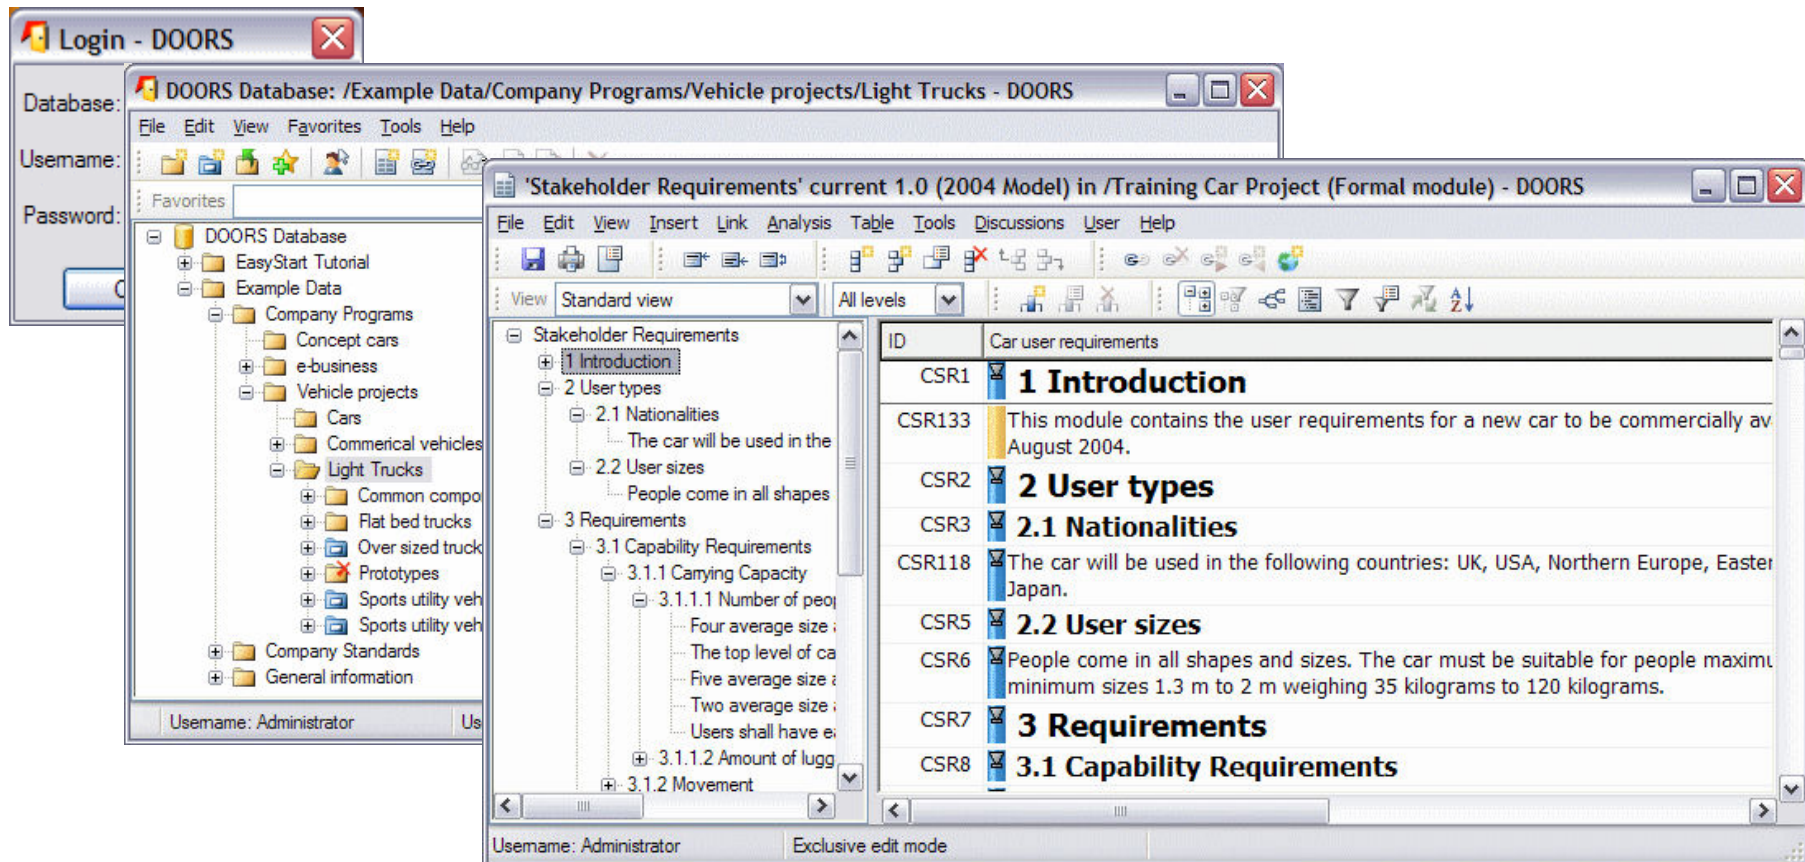 Login - DOORS
Database:
Username:
Password:
DOORS Database: /Example Data/Company Programs/Vehicle projects/Light Trucks - DOORS
File Edit View Favorites Tools Help
Favorites
DOORS Database
EasyStart Tutorial
Example Data
Company Programs
Concept cars
e-business
Vehicle projects
Cars
Commerical vehicles
Light Trucks
Common compo
Flat bed trucks
Over sized truck
Prototypes
Sports utility veh
Sports utility veh
Company Standards
General information
Username: Administrator Us
'Stakeholder Requirements' current 1.0 (2004 Model) in /Training Car Project (Formal module) - DOORS
File Edit View Insert Link Analysis Table Tools Discussions User Help
View Standard view All levels
Stakeholder Requirements
1 Introduction
2 User types
2.1 Nationalities
The car will be used in the
2.2 User sizes
People come in all shapes
3 Requirements
3.1 Capability Requirements
3.1.1 Carrying Capacity
3.1.1.1 Number of peop
Four average size
The top level of ca
Five average size
Two average size
Users shall have ea
3.1.1.2 Amount of lugg
3.1.2 Movement
ID Car user requirements
CSR1 1 Introduction
CSR133 This module contains the user requirements for a new car to be commercially av
August 2004.
CSR2 2 User types
CSR3 2.1 Nationalities
CSR118 The car will be used in the following countries: UK, USA, Northern Europe, Easter
Japan.
CSR5 2.2 User sizes
CSR6 People come in all shapes and sizes. The car must be suitable for people maximu
minimum sizes 1.3 m to 2 m weighing 35 kilograms to 120 kilograms.
CSR7 3 Requirements
CSR8 3.1 Capability Requirements
Username: Administrator Exclusive edit mode